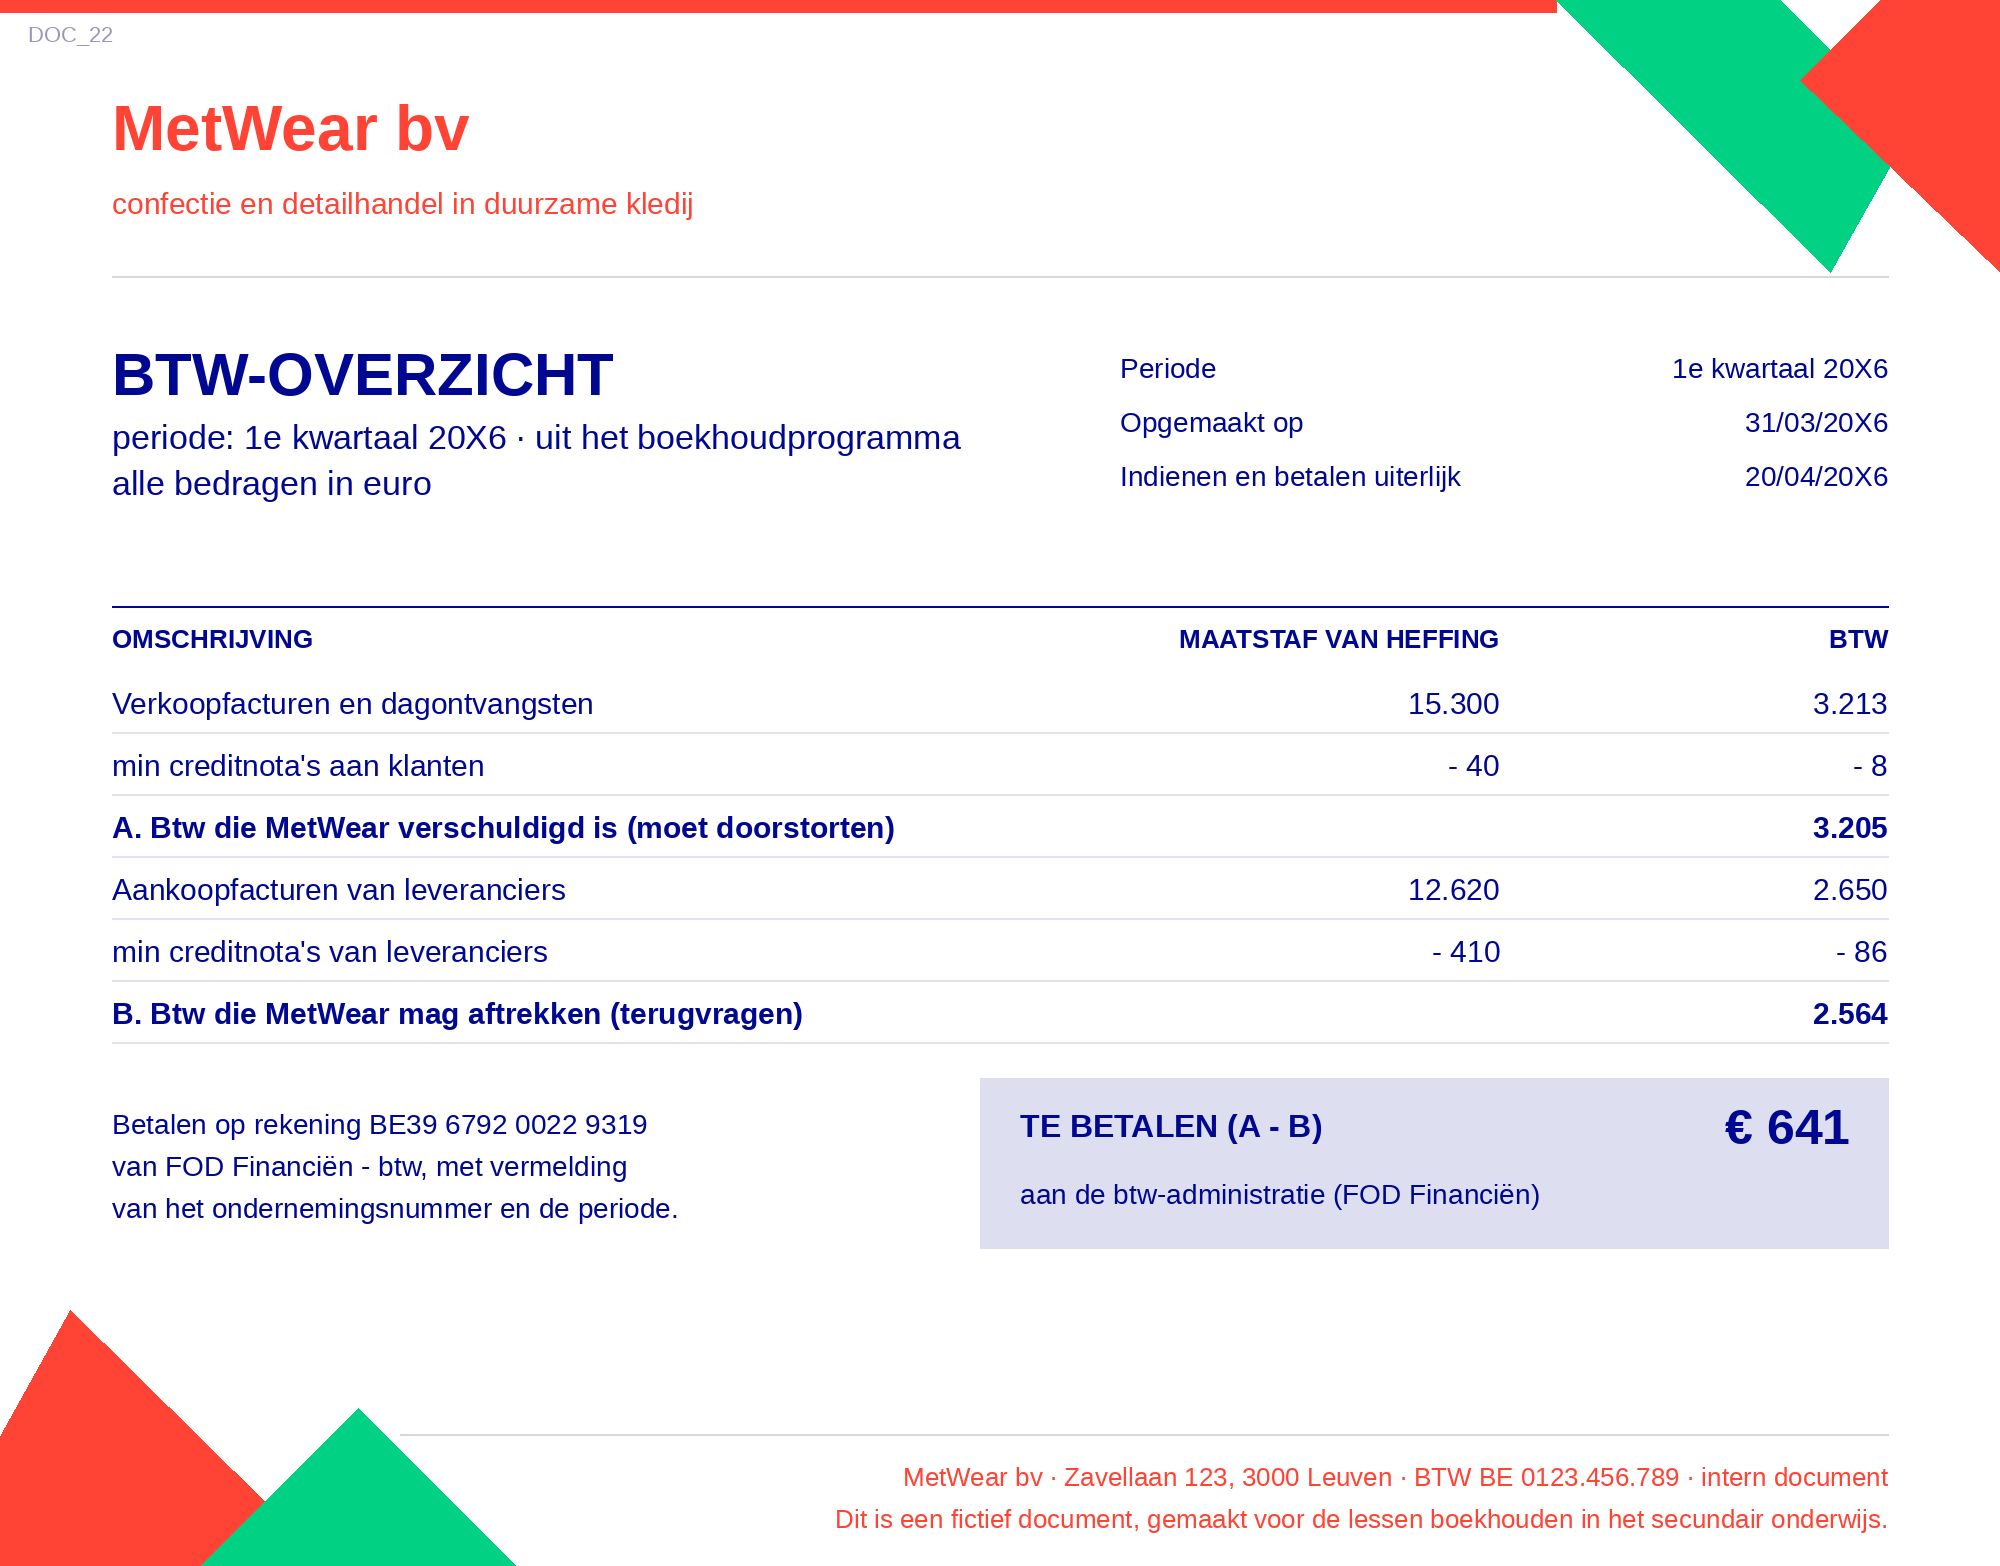 DOC_22
MetWear bv
confectie en detailhandel in duurzame kledij
BTW-OVERZICHT
periode: 1e kwartaal 20X6 · uit het boekhoudprogramma
alle bedragen in euro
Periode 1e kwartaal 20X6
Opgemaakt op 31/03/20X6
Indienen en betalen uiterlijk 20/04/20X6
OMSCHRIJVING MAATSTAF VAN HEFFING BTW
Verkoopfacturen en dagontvangsten 15.300 3.213
min creditnota's aan klanten - 40 - 8
A. Btw die MetWear verschuldigd is (moet doorstorten) 3.205
Aankoopfacturen van leveranciers 12.620 2.650
min creditnota's van leveranciers - 410 - 86
B. Btw die MetWear mag aftrekken (terugvragen) 2.564
Betalen op rekening BE39 6792 0022 9319
van FOD Financiën - btw, met vermelding
van het ondernemingsnummer en de periode.
TE BETALEN (A - B) € 641
aan de btw-administratie (FOD Financiën)
MetWear bv · Zavellaan 123, 3000 Leuven · BTW BE 0123.456.789 · intern document
Dit is een fictief document, gemaakt voor de lessen boekhouden in het secundair onderwijs.